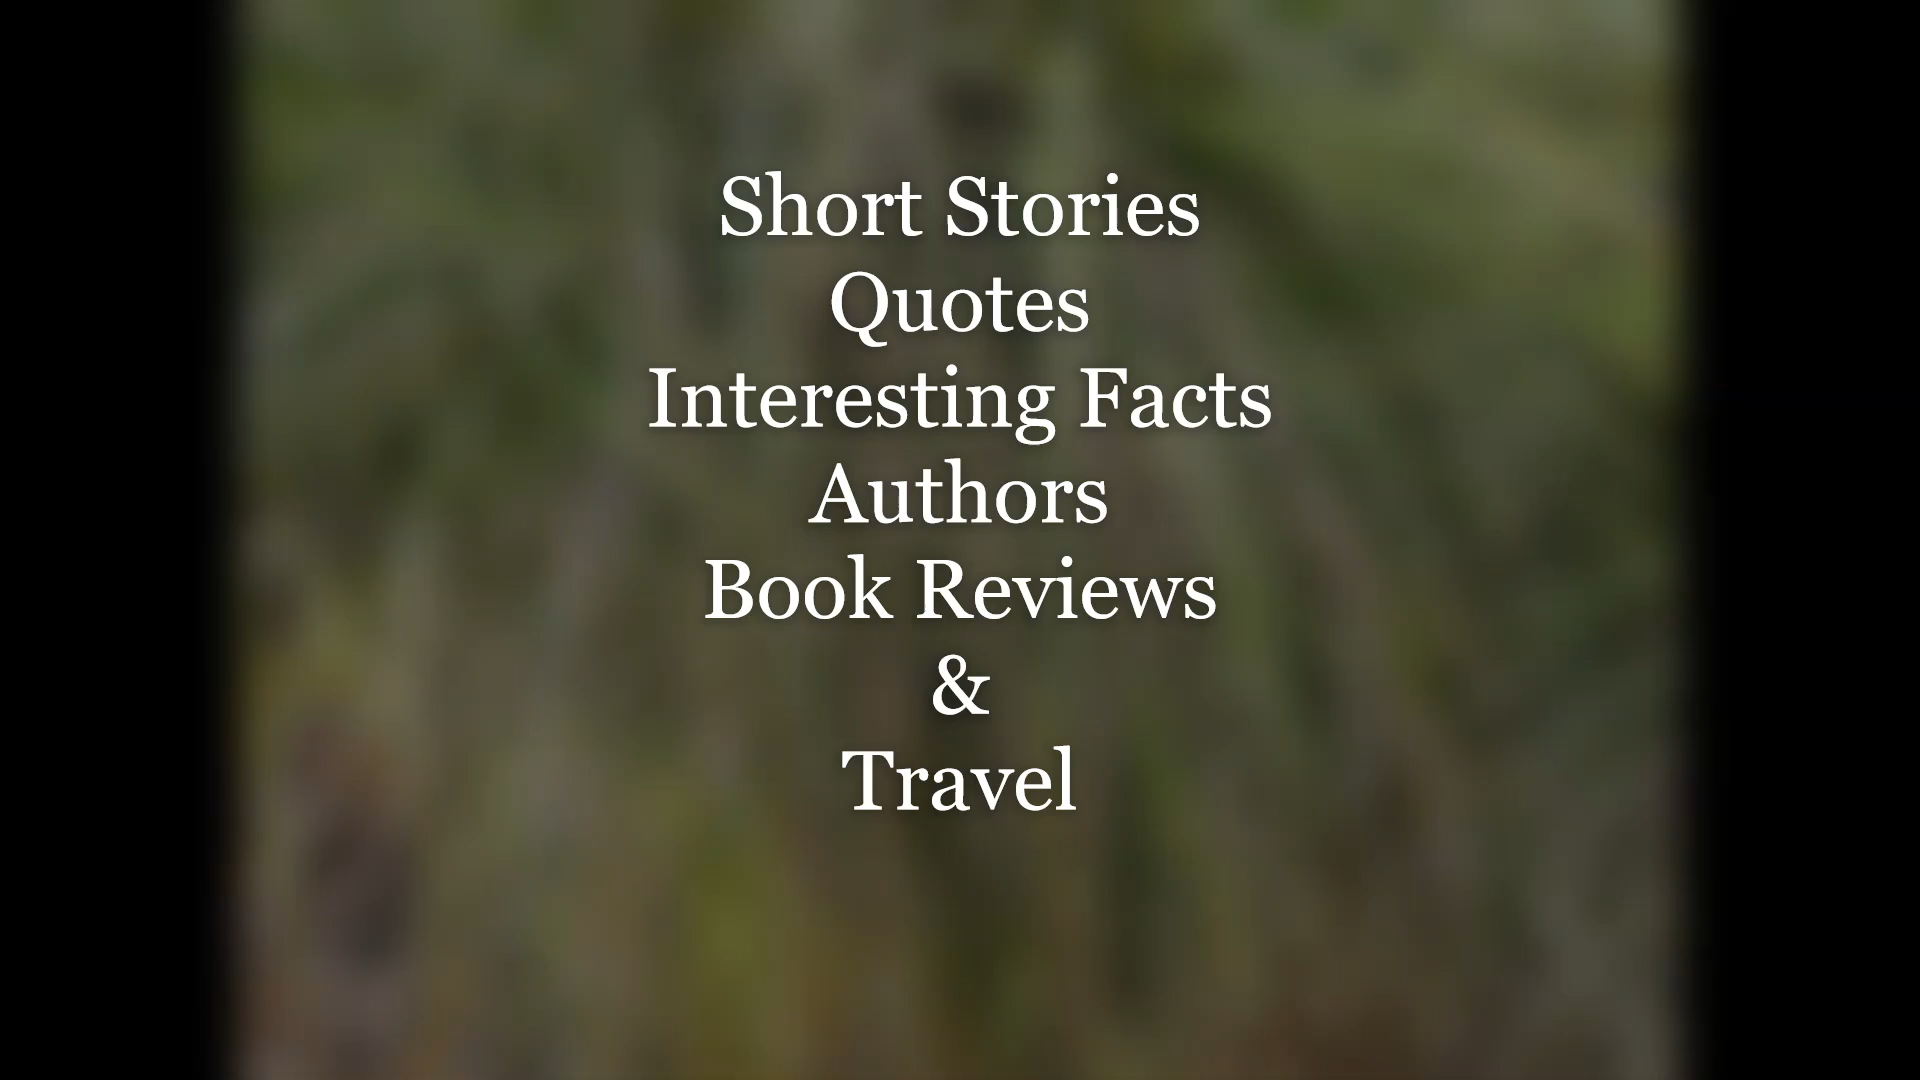 Short Stories
Quotes
Interesting Facts
Authors
Book Reviews
&
Travel